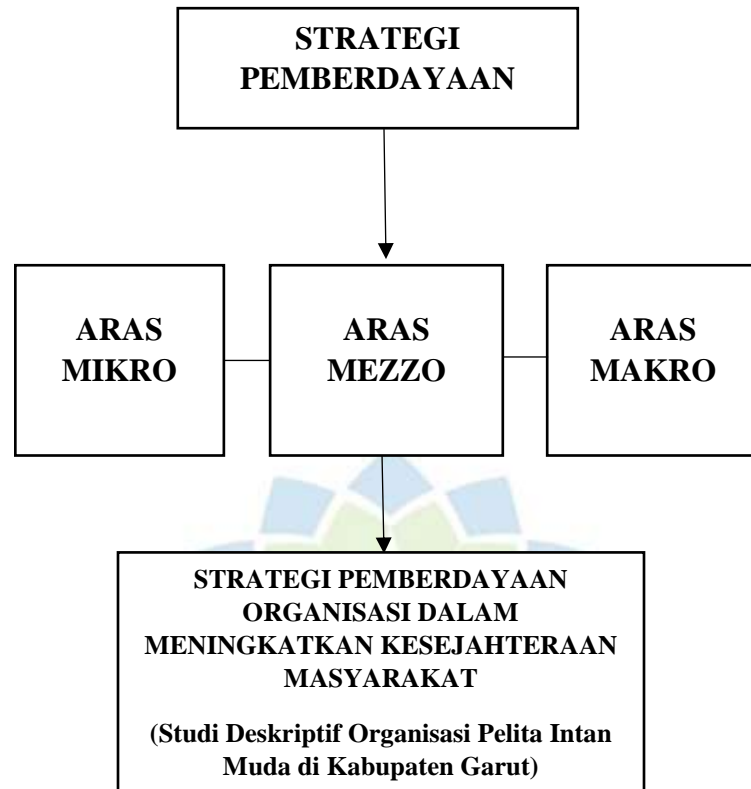 STRATEGI
PEMBERDAYAAN
ARAS
MIKRO
ARAS
MEZZO
ARAS
MAKRO
STRATEGI PEMBERDAYAAN
ORGANISASI DALAM
MENINGKATKAN KESEJAHTERAAN
MASYARAKAT
(Studi Deskriptif Organisasi Pelita Intan
Muda di Kabupaten Garut)